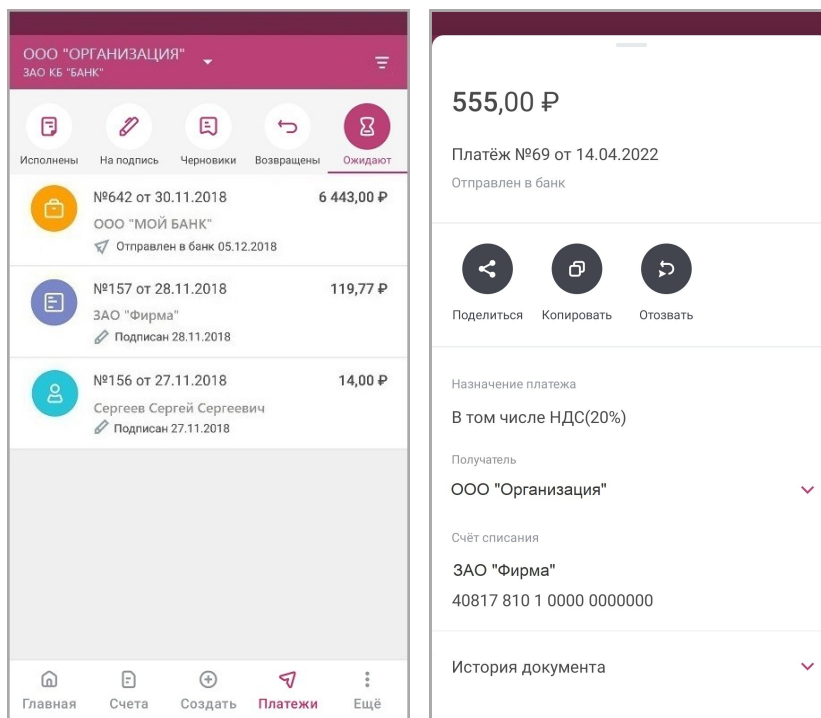 ООО "ОРГАНИЗАЦИЯ"
ЗАО КБ "БАНК"
Исполнены
На подпись
Черновики
Возвращены
Ожидают
№642 от 30.11.2018
6 443,00 ₽
ООО "МОЙ БАНК"
Отправлен в банк 05.12.2018
№157 от 28.11.2018
119,77 ₽
ЗАО "Фирма"
Подписан 28.11.2018
№156 от 27.11.2018
14,00 ₽
Сергеев Сергей Сергеевич
Подписан 27.11.2018
Главная
Счета
Создать
Платежи
Ещё
555,00 ₽
Платёж №69 от 14.04.2022
Отправлен в банк
Поделиться
Копировать
Отозвать
Назначение платежа
В том числе НДС(20%)
Получатель
ООО "Организация"
Счёт списания
ЗАО "Фирма"
40817 810 1 0000 0000000
История документа